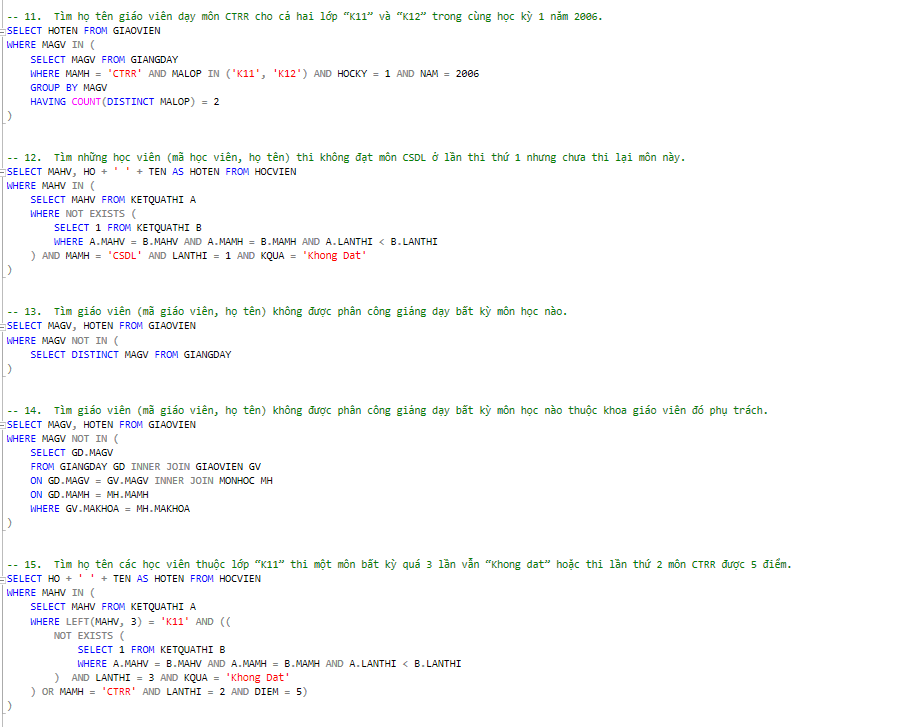 -- 11. Tìm họ tên giáo viên dạy môn CTRR cho cả hai lớp “K11” và “K12” trong cùng học kỳ 1 năm 2006.
SELECT HOTEN FROM GIAOVIEN
WHERE MAGV IN (
SELECT MAGV FROM GIANGDAY
WHERE MAMH = 'CTRR' AND MALOP IN ('K11', 'K12') AND HOCKY = 1 AND NAM = 2006
GROUP BY MAGV
HAVING COUNT(DISTINCT MALOP) = 2
)
-- 12. Tìm những học viên (mã học viên, họ tên) thi không đạt môn CSDL ở lần thi thứ 1 nhưng chưa thi lại môn này.
SELECT MAHV, HO + ' ' + TEN AS HOTEN FROM HOCVIEN
WHERE MAHV IN (
SELECT MAHV FROM KETQUATHI A
WHERE NOT EXISTS (
SELECT 1 FROM KETQUATHI B
WHERE A.MAHV = B.MAHV AND A.MAMH = B.MAMH AND A.LANTHI < B.LANTHI
) AND MAMH = 'CSDL' AND LANTHI = 1 AND KQUA = 'Khong Dat'
)
-- 13. Tìm giáo viên (mã giáo viên, họ tên) không được phân công giảng dạy bất kỳ môn học nào.
SELECT MAGV, HOTEN FROM GIAOVIEN
WHERE MAGV NOT IN (
SELECT DISTINCT MAGV FROM GIANGDAY
)
-- 14. Tìm giáo viên (mã giáo viên, họ tên) không được phân công giảng dạy bất kỳ môn học nào thuộc khoa giáo viên đó phụ trách.
SELECT MAGV, HOTEN FROM GIAOVIEN
WHERE MAGV NOT IN (
SELECT GD.MAGV
FROM GIANGDAY GD INNER JOIN GIAOVIEN GV
ON GD.MAGV = GV.MAGV INNER JOIN MONHOC MH
ON GD.MAMH = MH.MAMH
WHERE GV.MAKHOA = MH.MAKHOA
)
-- 15. Tìm họ tên các học viên thuộc lớp “K11” thi một môn bất kỳ quá 3 lần vẫn “Khong dat” hoặc thi lần thứ 2 môn CTRR được 5 điểm.
SELECT HO + ' ' + TEN AS HOTEN FROM HOCVIEN
WHERE MAHV IN (
SELECT MAHV FROM KETQUATHI A
WHERE LEFT(MAHV, 3) = 'K11' AND ((
NOT EXISTS (
SELECT 1 FROM KETQUATHI B
WHERE A.MAHV = B.MAHV AND A.MAMH = B.MAMH AND A.LANTHI < B.LANTHI
) AND LANTHI = 3 AND KQUA = 'Khong Dat'
) OR MAMH = 'CTRR' AND LANTHI = 2 AND DIEM = 5)
)